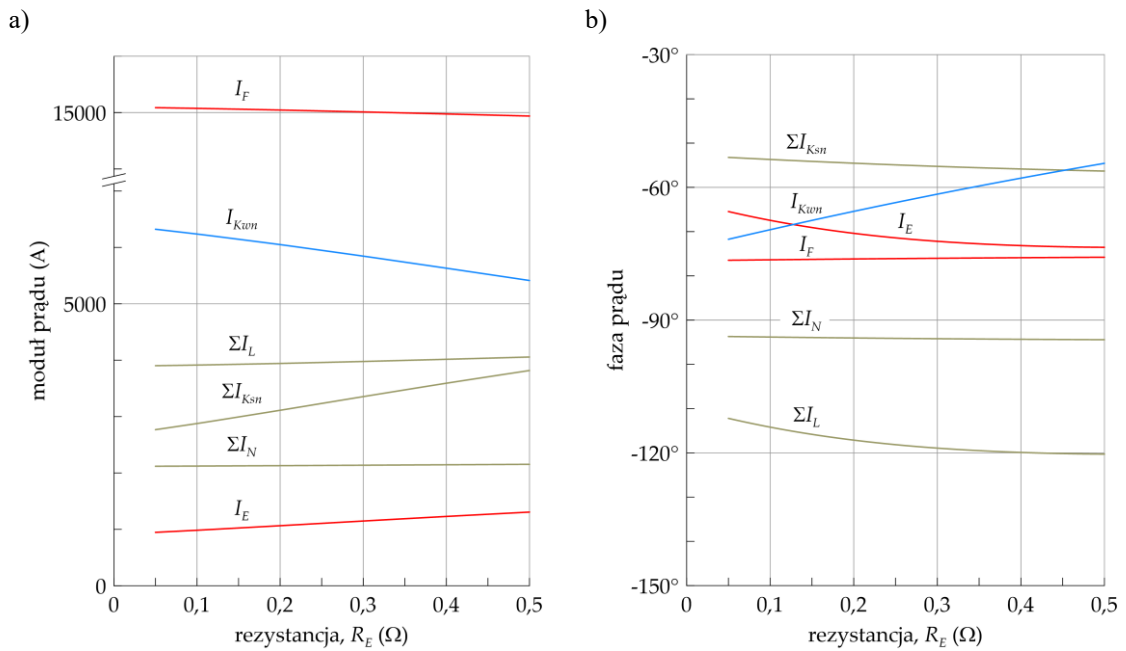 a)
moduł prądu (A)
15000
5000
0
I_F
I_Kwn
ΣI_L
ΣI_Ksn
ΣI_N
I_E
0 0,1 0,2 0,3 0,4 0,5
rezystancja, R_E (Ω)
b)
faza prądu
-30°
-60°
-90°
-120°
-150°
ΣI_Ksn
I_Kwn
I_E
I_F
ΣI_N
ΣI_L
0 0,1 0,2 0,3 0,4 0,5
rezystancja, R_E (Ω)